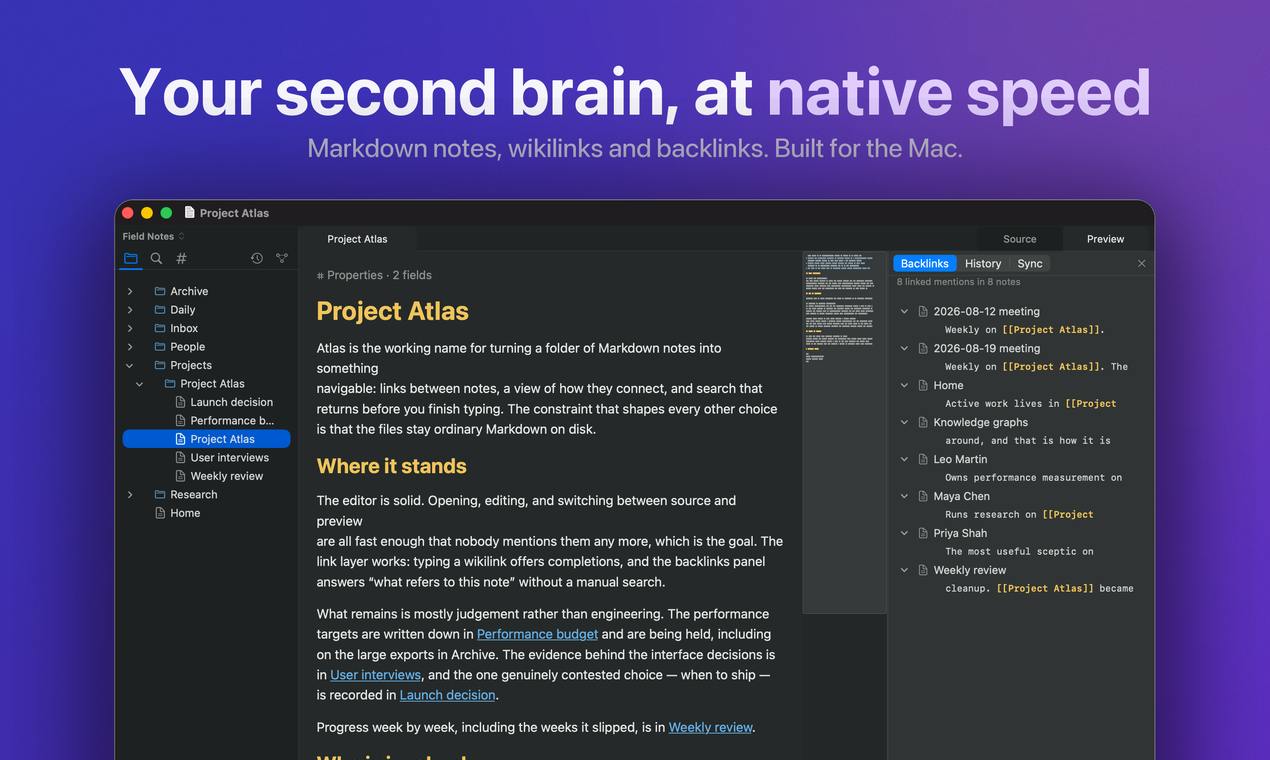 Your second brain, at native speed
Markdown notes, wikilinks and backlinks. Built for the Mac.
Project Atlas
Field Notes
Archive
Daily
Inbox
People
Projects
Project Atlas
Launch decision
Performance b...
Project Atlas
User interviews
Weekly review
Research
Home
Project Atlas
Source
Preview
# Properties · 2 fields
Project Atlas
Atlas is the working name for turning a folder of Markdown notes into
something
navigable: links between notes, a view of how they connect, and search that
returns before you finish typing. The constraint that shapes every other choice
is that the files stay ordinary Markdown on disk.
Where it stands
The editor is solid. Opening, editing, and switching between source and
preview
are all fast enough that nobody mentions them any more, which is the goal. The
link layer works: typing a wikilink offers completions, and the backlinks panel
answers “what refers to this note” without a manual search.
What remains is mostly judgement rather than engineering. The performance
targets are written down in Performance budget and are being held, including
on the large exports in Archive. The evidence behind the interface decisions is
in User interviews, and the one genuinely contested choice — when to ship —
is recorded in Launch decision.
Progress week by week, including the weeks it slipped, is in Weekly review.
Backlinks
History
Sync
8 linked mentions in 8 notes
2026-08-12 meeting
Weekly on [[Project Atlas]].
2026-08-19 meeting
Weekly on [[Project Atlas]]. The
Home
Active work lives in [[Project
Knowledge graphs
around, and that is how it is
Leo Martin
Owns performance measurement on
Maya Chen
Runs research on [[Project
Priya Shah
The most useful sceptic on
Weekly review
cleanup. [[Project Atlas]] became